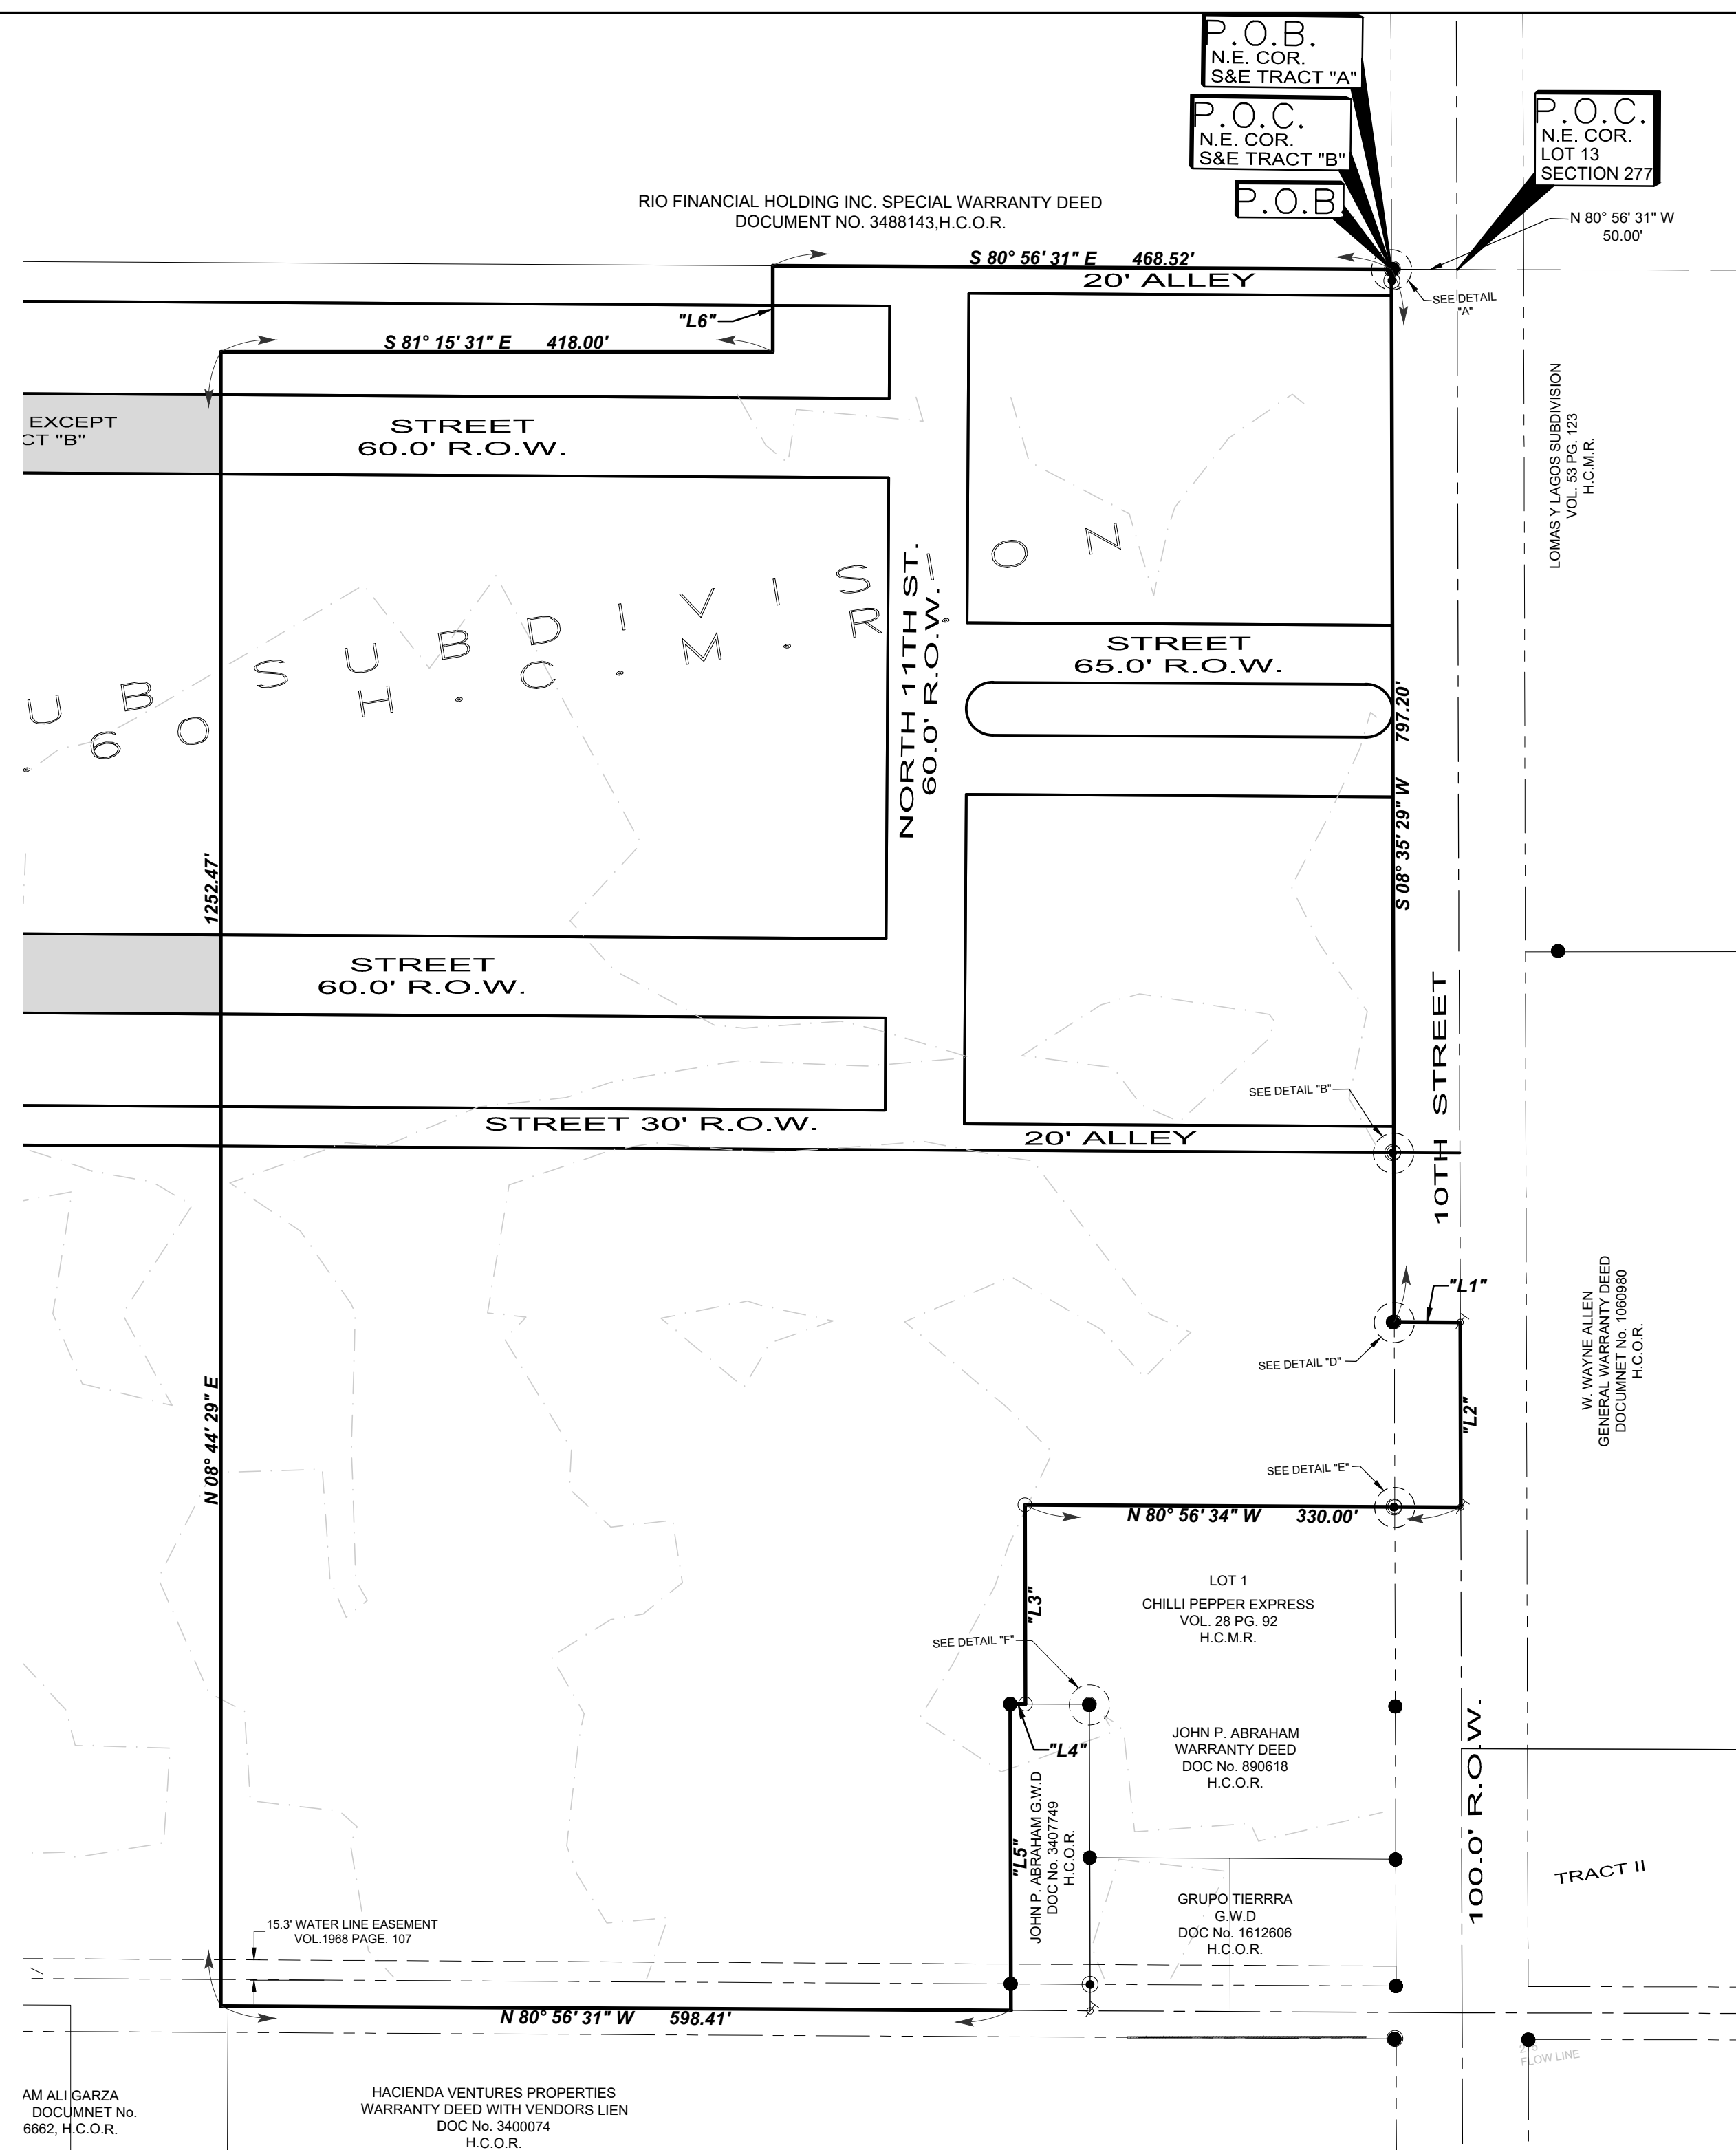 P.O.B.
N.E. COR.
S&E TRACT "A"
P.O.C.
N.E. COR.
S&E TRACT "B"
P.O.B
P.O.C.
N.E. COR.
LOT 13
SECTION 277
N 80° 56' 31" W
50.00'
RIO FINANCIAL HOLDING INC. SPECIAL WARRANTY DEED
DOCUMENT NO. 3488143,H.C.O.R.
S 80° 56' 31" E 468.52'
20' ALLEY
SEE DETAIL
"A"
"L6"
S 81° 15' 31" E 418.00'
EXCEPT
CT "B"
STREET
60.0' R.O.W.
LOMAS Y LAGOS SUBDIVISION
VOL. 53 PG. 123
H.C.M.R.
U B S U B D I V I S I O N
. 6 0 H . C . M . R .
NORTH 11TH ST.
60.0' R.O.W.
STREET
65.0' R.O.W.
797.20'
S 08° 35' 29" W
1252.47'
N 08° 44' 29" E
STREET
60.0' R.O.W.
10TH STREET
SEE DETAIL "B"
STREET 30' R.O.W.
20' ALLEY
"L1"
SEE DETAIL "D"
"L2"
W. WAYNE ALLEN
GENERAL WARRANTY DEED
DOCUMNET No. 1060980
H.C.O.R.
SEE DETAIL "E"
N 80° 56' 34" W 330.00'
LOT 1
CHILLI PEPPER EXPRESS
VOL. 28 PG. 92
H.C.M.R.
"L3"
SEE DETAIL "F"
"L4"
JOHN P. ABRAHAM
WARRANTY DEED
DOC No. 890618
H.C.O.R.
100.0' R.O.W.
"L5"
JOHN P. ABRAHAM G.W.D
DOC No. 3407749
H.C.O.R.
TRACT II
GRUPO TIERRRA
G.W.D
DOC No. 1612606
H.C.O.R.
15.3' WATER LINE EASEMENT
VOL.1968 PAGE. 107
N 80° 56' 31" W 598.41'
FLOW LINE
AM ALI GARZA
. DOCUMNET No.
6662, H.C.O.R.
HACIENDA VENTURES PROPERTIES
WARRANTY DEED WITH VENDORS LIEN
DOC No. 3400074
H.C.O.R.